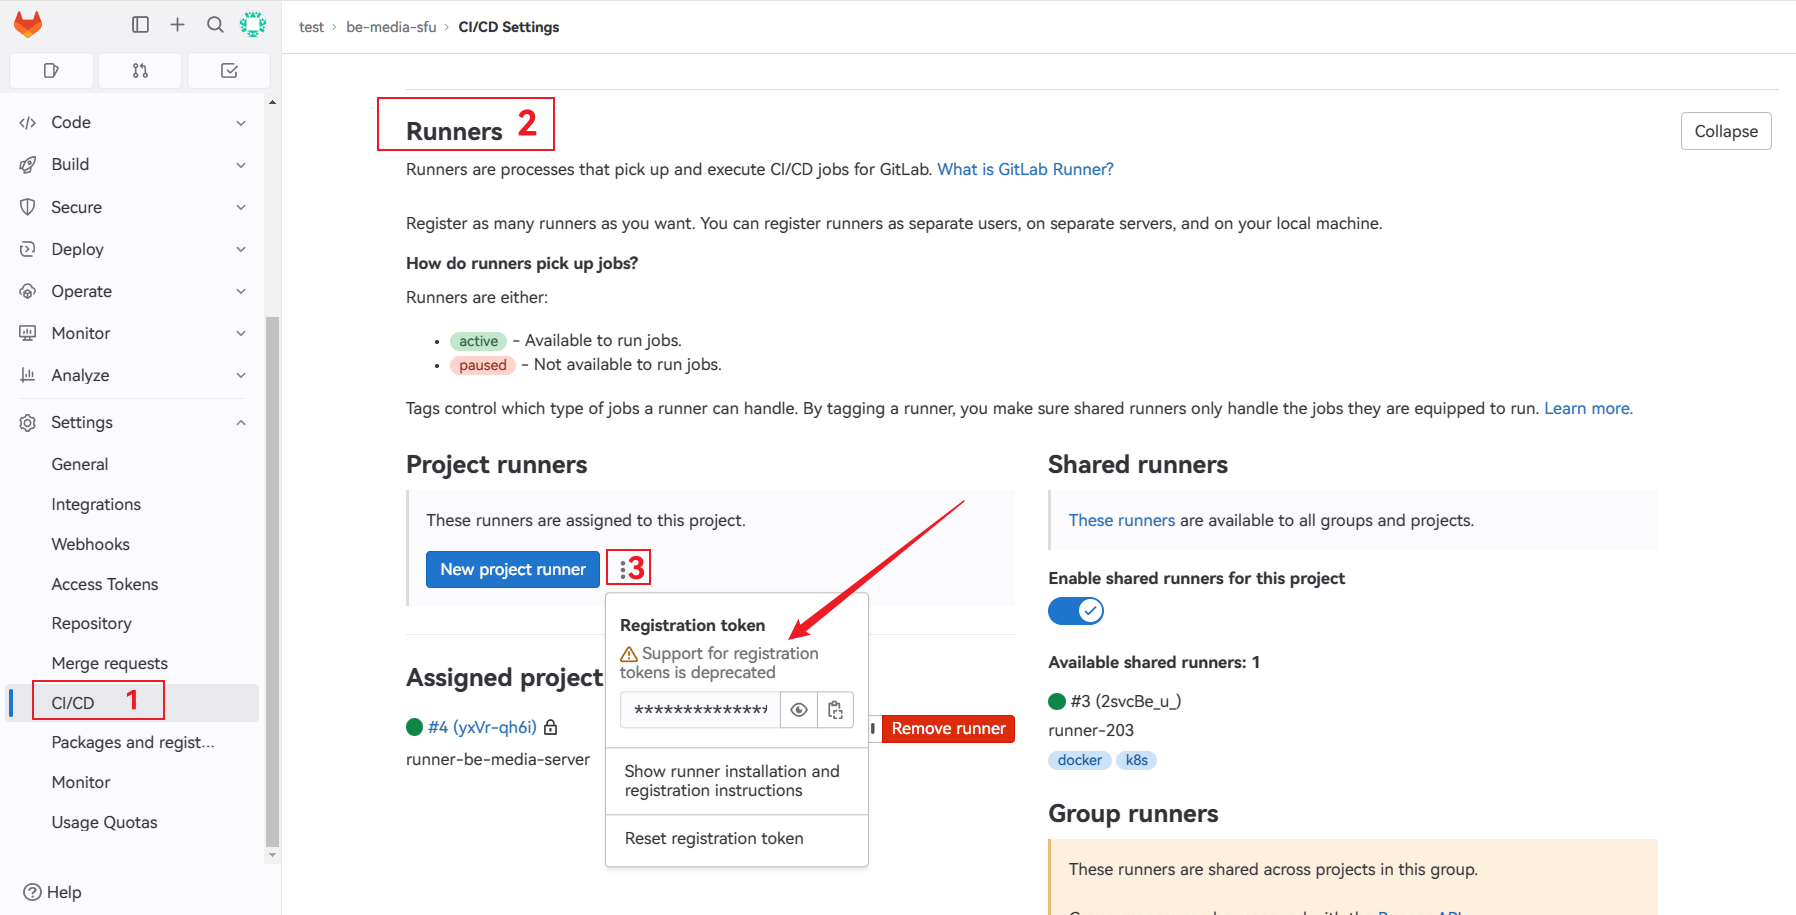 test › be-media-sfu › CI/CD Settings
Code
Build
Secure
Deploy
Operate
Monitor
Analyze
Settings
General
Integrations
Webhooks
Access Tokens
Repository
Merge requests
CI/CD 1
Packages and regist...
Monitor
Usage Quotas
Help
Runners 2
Collapse
Runners are processes that pick up and execute CI/CD jobs for GitLab. What is GitLab Runner?
Register as many runners as you want. You can register runners as separate users, on separate servers, and on your local machine.
How do runners pick up jobs?
Runners are either:
• active - Available to run jobs.
• paused - Not available to run jobs.
Tags control which type of jobs a runner can handle. By tagging a runner, you make sure shared runners only handle the jobs they are equipped to run. Learn more.
Project runners
These runners are assigned to this project.
New project runner
3
Registration token
Support for registration
tokens is deprecated
**************
Show runner installation and
registration instructions
Reset registration token
Assigned project
#4 (yxVr-qh6i)
Remove runner
runner-be-media-server
Shared runners
These runners are available to all groups and projects.
Enable shared runners for this project
Available shared runners: 1
#3 (2svcBe_u_)
runner-203
docker k8s
Group runners
These runners are shared across projects in this group.